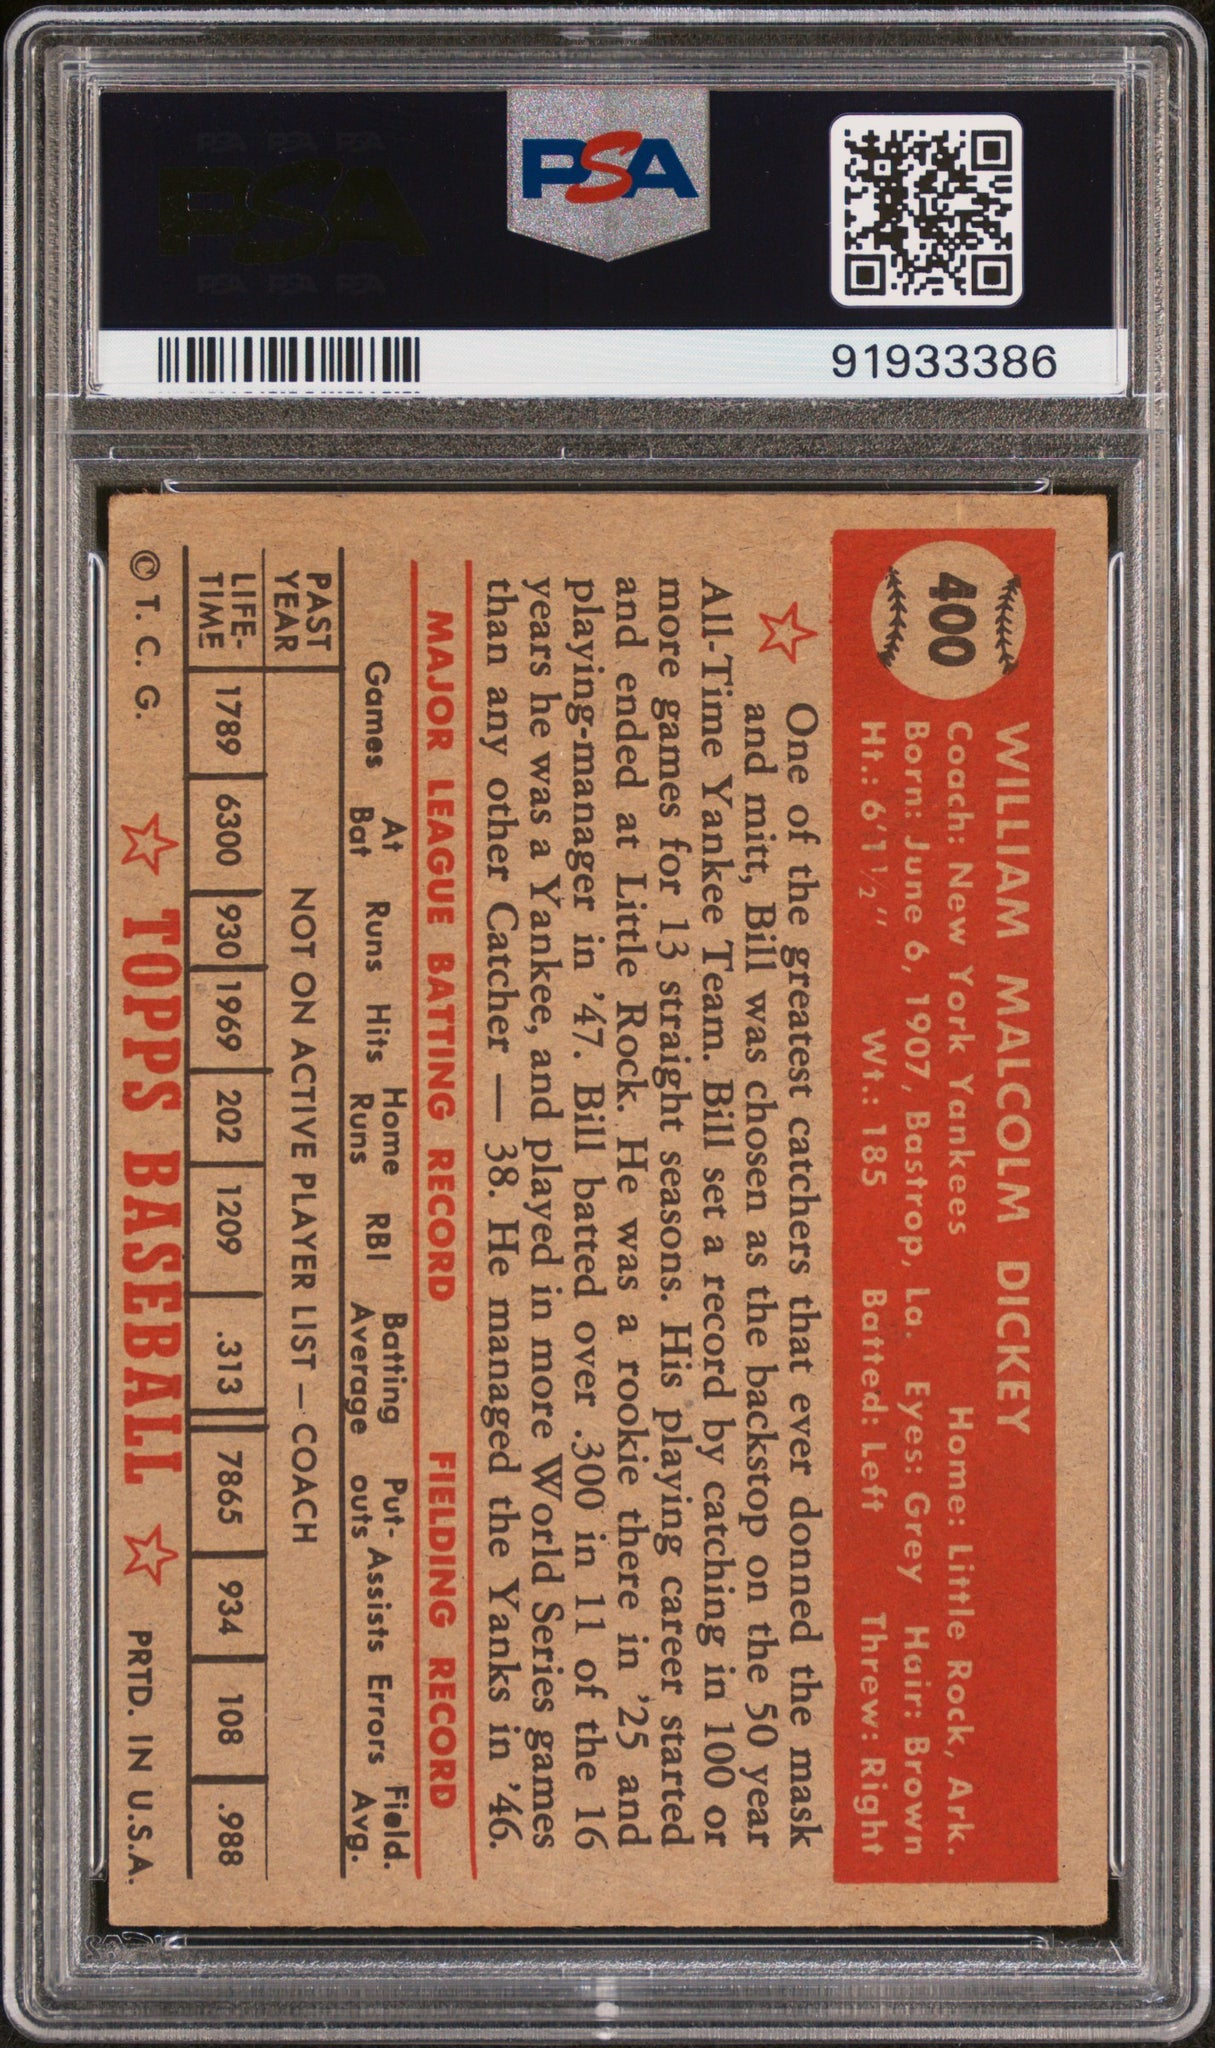 PSA PSA PSA
PSA
PSA PSA PSA
PSA
91933386
400
WILLIAM MALCOLM DICKEY
Coach: New York Yankees Home: Little Rock, Ark.
Born: June 6, 1907, Bastrop, La. Eyes: Grey Hair: Brown
Ht.: 6'1½" Wt.: 185 Batted: Left Threw: Right
One of the greatest catchers that ever donned the mask
and mitt, Bill was chosen as the backstop on the 50 year
All-Time Yankee Team. Bill set a record by catching in 100 or
more games for 13 straight seasons. His playing career started
and ended at Little Rock. He was a rookie there in '25 and
playing-manager in '47. Bill batted over .300 in 11 of the 16
years he was a Yankee, and played in more World Series games
than any other Catcher — 38. He managed the Yanks in '46.
MAJOR LEAGUE BATTING RECORD FIELDING RECORD
Games At Bat Runs Hits Home Runs RBI Batting Average Put-outs Assists Errors Field. Avg.
PAST YEAR NOT ON ACTIVE PLAYER LIST — COACH
LIFE-TIME 1789 6300 930 1969 202 1209 .313 7865 934 108 .988
© T. C. G. TOPPS BASEBALL PRTD. IN U.S.A.